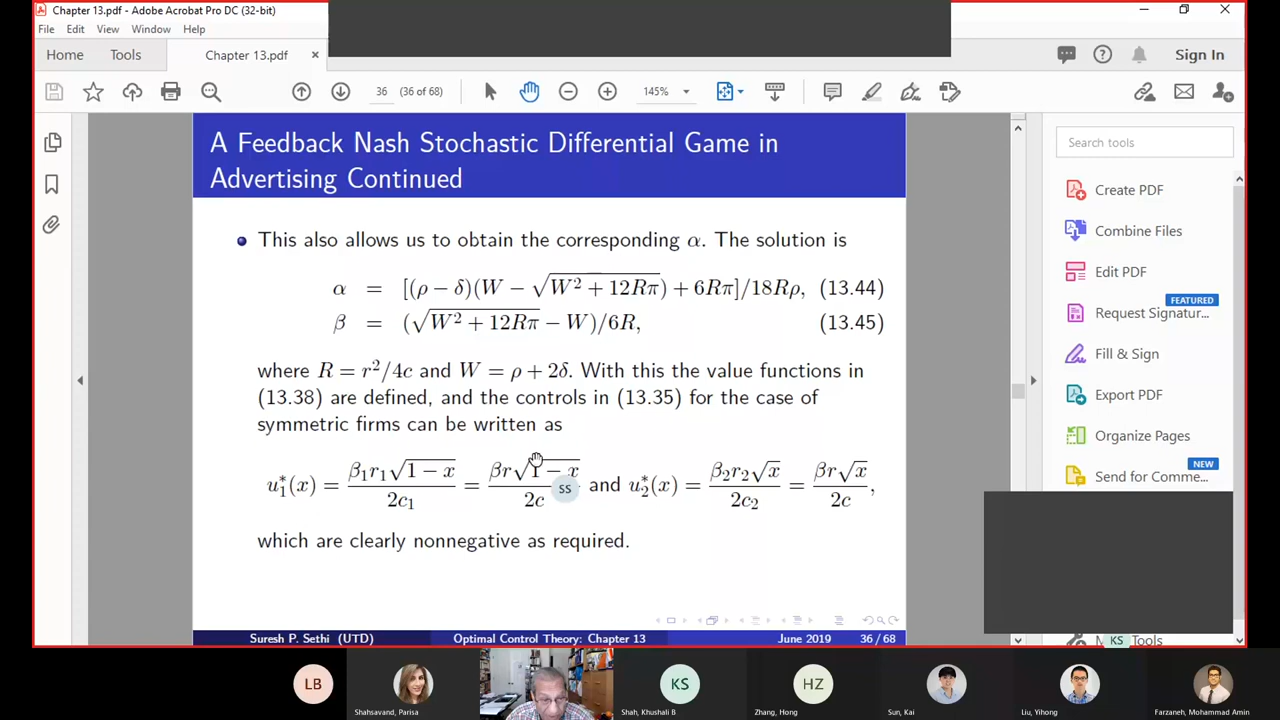 Chapter 13.pdf - Adobe Acrobat Pro DC (32-bit)
File Edit View Window Help
Home Tools Chapter 13.pdf × Sign In
36 (36 of 68) 145%
Search tools
Create PDF
Combine Files
Edit PDF
FEATURED
Request Signatur...
Fill & Sign
Export PDF
Organize Pages
NEW
Send for Comme...
Tools
A Feedback Nash Stochastic Differential Game in
Advertising Continued
This also allows us to obtain the corresponding α. The solution is
α = [(ρ − δ)(W − √(W² + 12Rπ)) + 6Rπ]/18Rρ, (13.44)
β = (√(W² + 12Rπ) − W)/6R, (13.45)
where R = r²/4c and W = ρ + 2δ. With this the value functions in
(13.38) are defined, and the controls in (13.35) for the case of
symmetric firms can be written as
u₁*(x) = β₁r₁√(1 − x)/2c₁ = βr√(1 − x)/2c and u₂*(x) = β₂r₂√x/2c₂ = βr√x/2c,
SS
which are clearly nonnegative as required.
Suresh P. Sethi (UTD) Optimal Control Theory: Chapter 13 June 2019 36 / 68
KS
LB KS HZ
Shahsavand, Parisa Shah, Khushali B Zhang, Hong Sun, Kai Liu, Yihong Farzaneh, Mohammad Amin